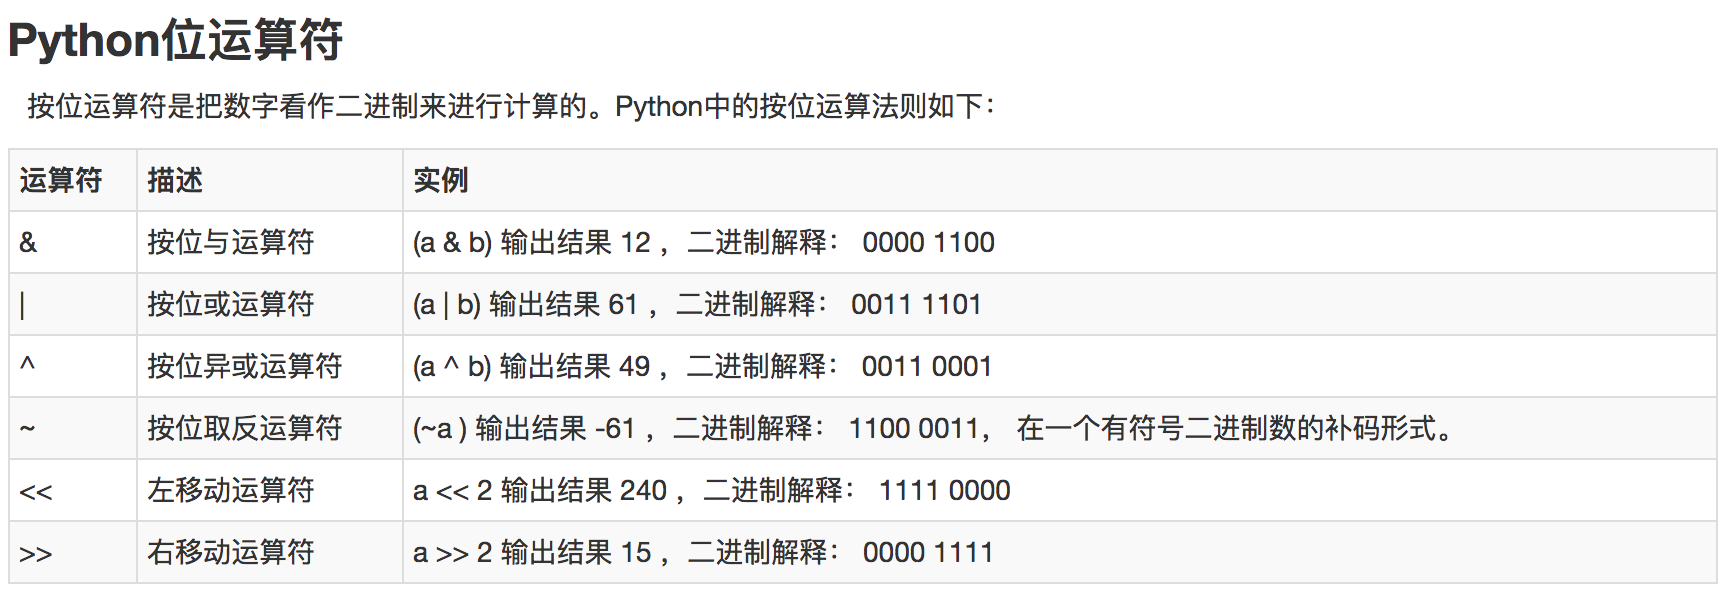 Python位运算符
按位运算符是把数字看作二进制来进行计算的。Python中的按位运算法则如下：
运算符 描述 实例
& 按位与运算符 (a & b) 输出结果 12 ，二进制解释： 0000 1100
| 按位或运算符 (a | b) 输出结果 61 ，二进制解释： 0011 1101
^ 按位异或运算符 (a ^ b) 输出结果 49 ，二进制解释： 0011 0001
~ 按位取反运算符 (~a ) 输出结果 -61 ，二进制解释： 1100 0011， 在一个有符号二进制数的补码形式。
<< 左移动运算符 a << 2 输出结果 240 ，二进制解释： 1111 0000
>> 右移动运算符 a >> 2 输出结果 15 ，二进制解释： 0000 1111